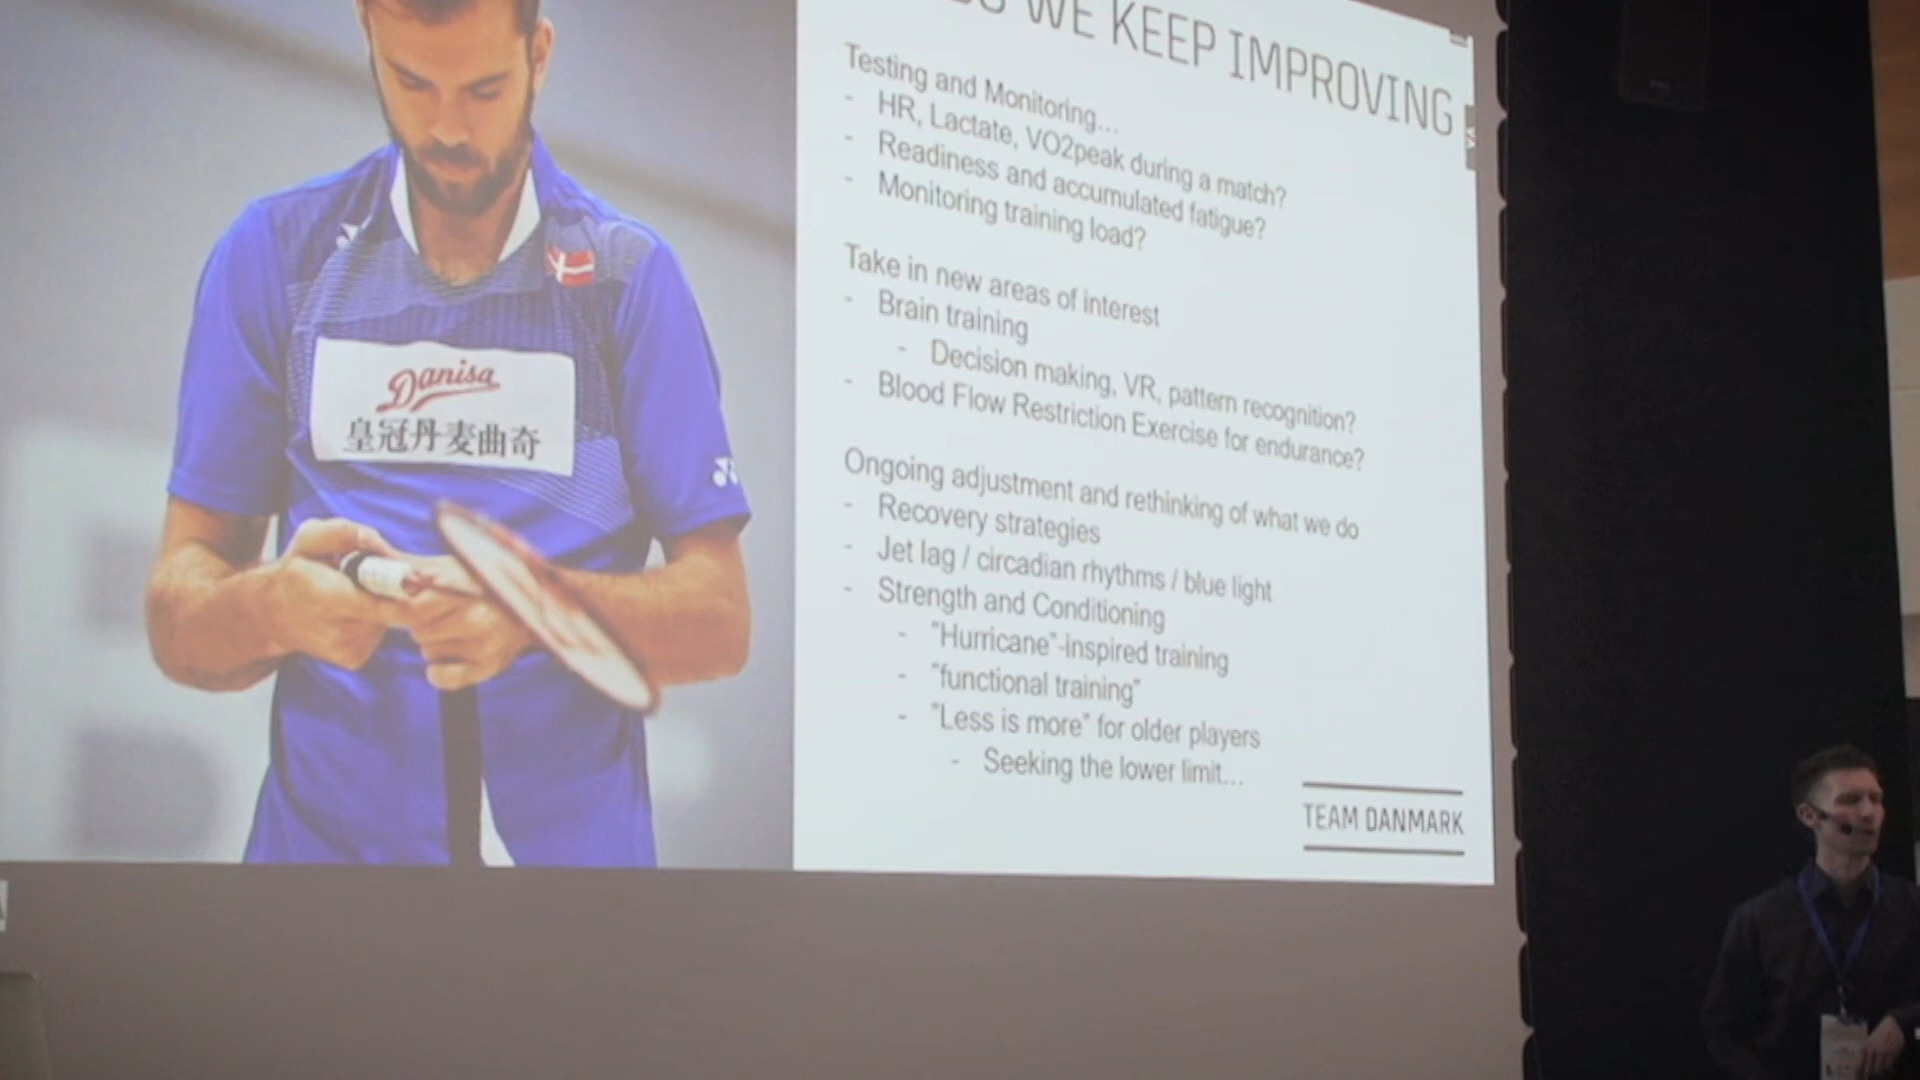 WE KEEP IMPROVING
Testing and Monitoring...
- HR, Lactate, VO2peak during a match?
- Readiness and accumulated fatigue?
- Monitoring training load?
Take in new areas of interest
- Brain training
- Decision making, VR, pattern recognition?
- Blood Flow Restriction Exercise for endurance?
Ongoing adjustment and rethinking of what we do
- Recovery strategies
- Jet lag / circadian rhythms / blue light
- Strength and Conditioning
- "Hurricane"-inspired training
- "functional training"
- "Less is more" for older players
- Seeking the lower limit...
TEAM DANMARK
Danisa
皇冠丹麦曲奇